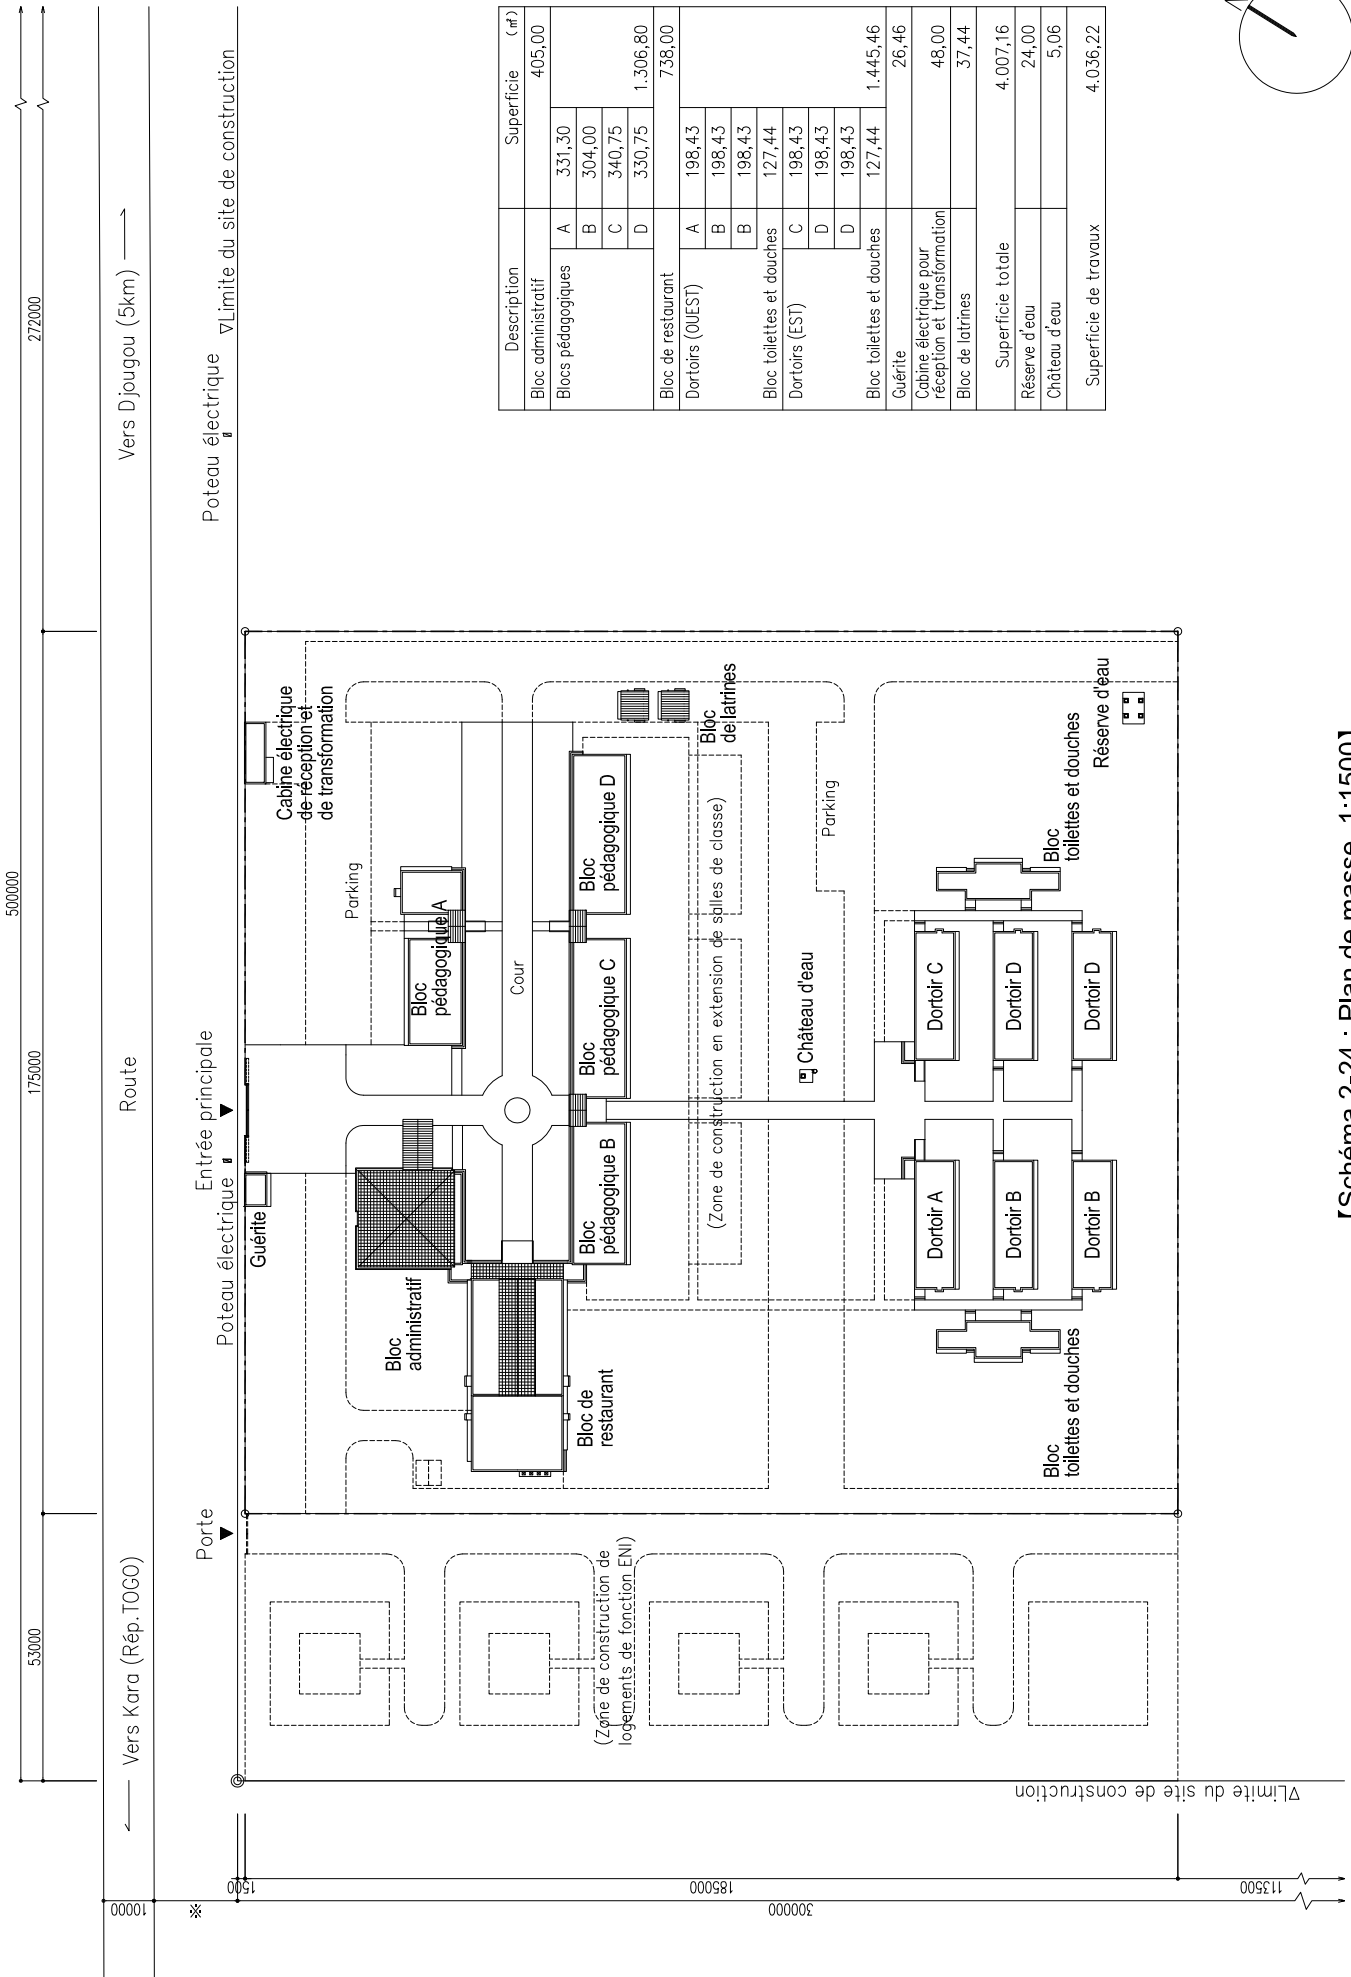 500000
53000
175000
272000
← Vers Kara (Rép.TOGO)
Route
Vers Djougou (5km) →
Porte
Poteau électrique
Entrée principale
Poteau électrique
▽Limite du site de construction
Guérite
Cabine électrique
de réception et
de transformation
Bloc
administratif
Parking
Bloc
pédagogique A
Cour
Bloc de
restaurant
Bloc
pédagogique B
Bloc
pédagogique C
Bloc
pédagogique D
Bloc
de latrines
(Zone de construction de
logements de fonction ENI)
(Zone de construction en extension de salles de classe)
Château d'eau
Parking
Dortoir A
Dortoir C
Dortoir B
Dortoir D
Dortoir B
Dortoir D
Bloc
toilettes et douches
Bloc
toilettes et douches
Réserve d'eau
▽Limite du site de construction
10000
※
1500
185000
300000
113500
Description Superficie (㎡)
Bloc administratif 405,00
Blocs pédagogiques A 331,30
B 304,00
C 340,75
D 330,75 1.306,80
Bloc de restaurant 738,00
Dortoirs (OUEST) A 198,43
B 198,43
B 198,43
Bloc toilettes et douches 127,44
Dortoirs (EST) C 198,43
D 198,43
D 198,43
Bloc toilettes et douches 127,44 1.445,46
Guérite 26,46
Cabine électrique pour
réception et transformation 48,00
Bloc de latrines 37,44
Superficie totale 4.007,16
Réserve d'eau 24,00
Château d'eau 5,06
Superficie de travaux 4.036,22
N
【Schéma 2-24 : Plan de masse 1:1500】